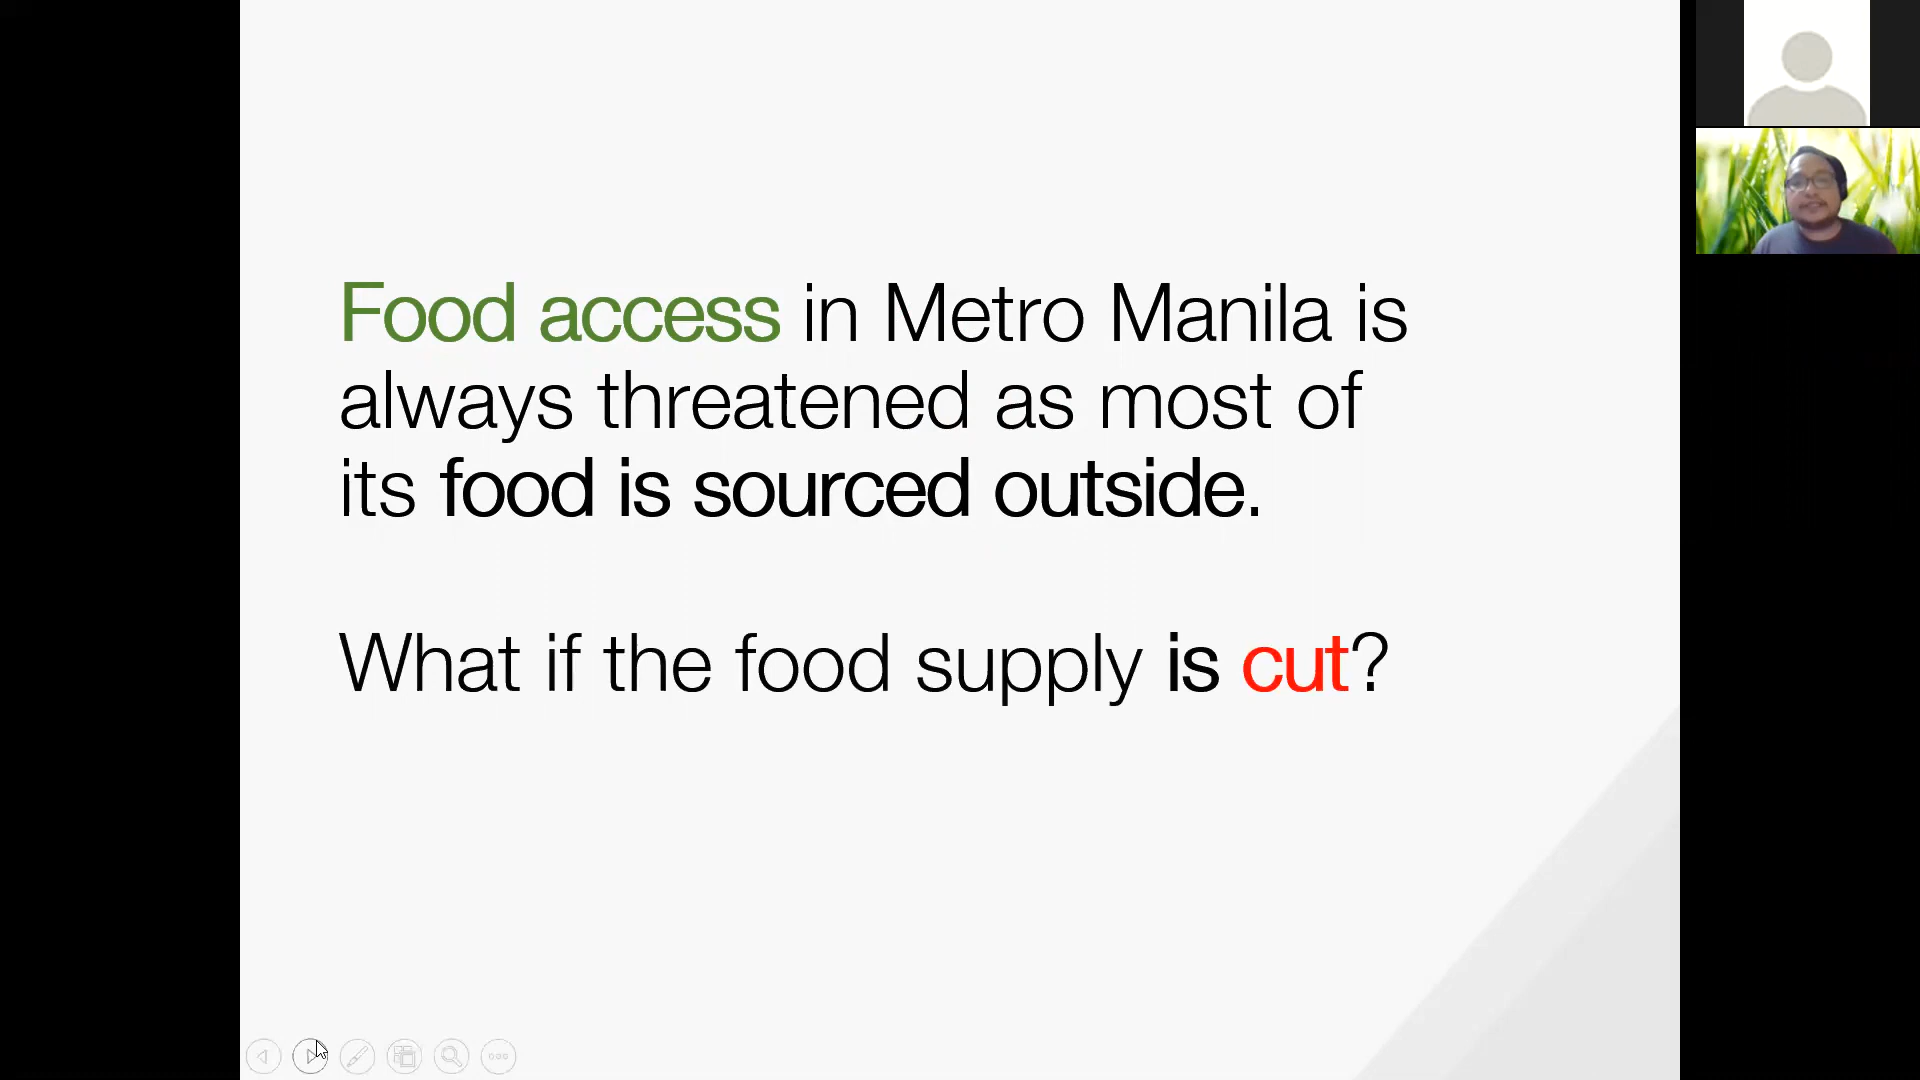 Food access in Metro Manila is
always threatened as most of
its food is sourced outside.
What if the food supply is cut?